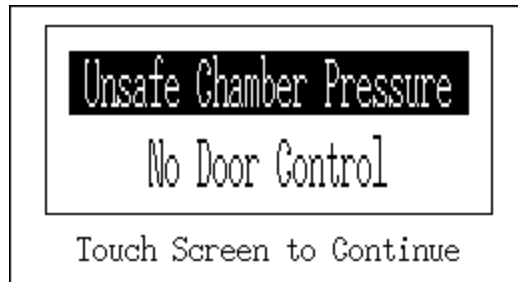 Unsafe Chamber Pressure
No Door Control
Touch Screen to Continue